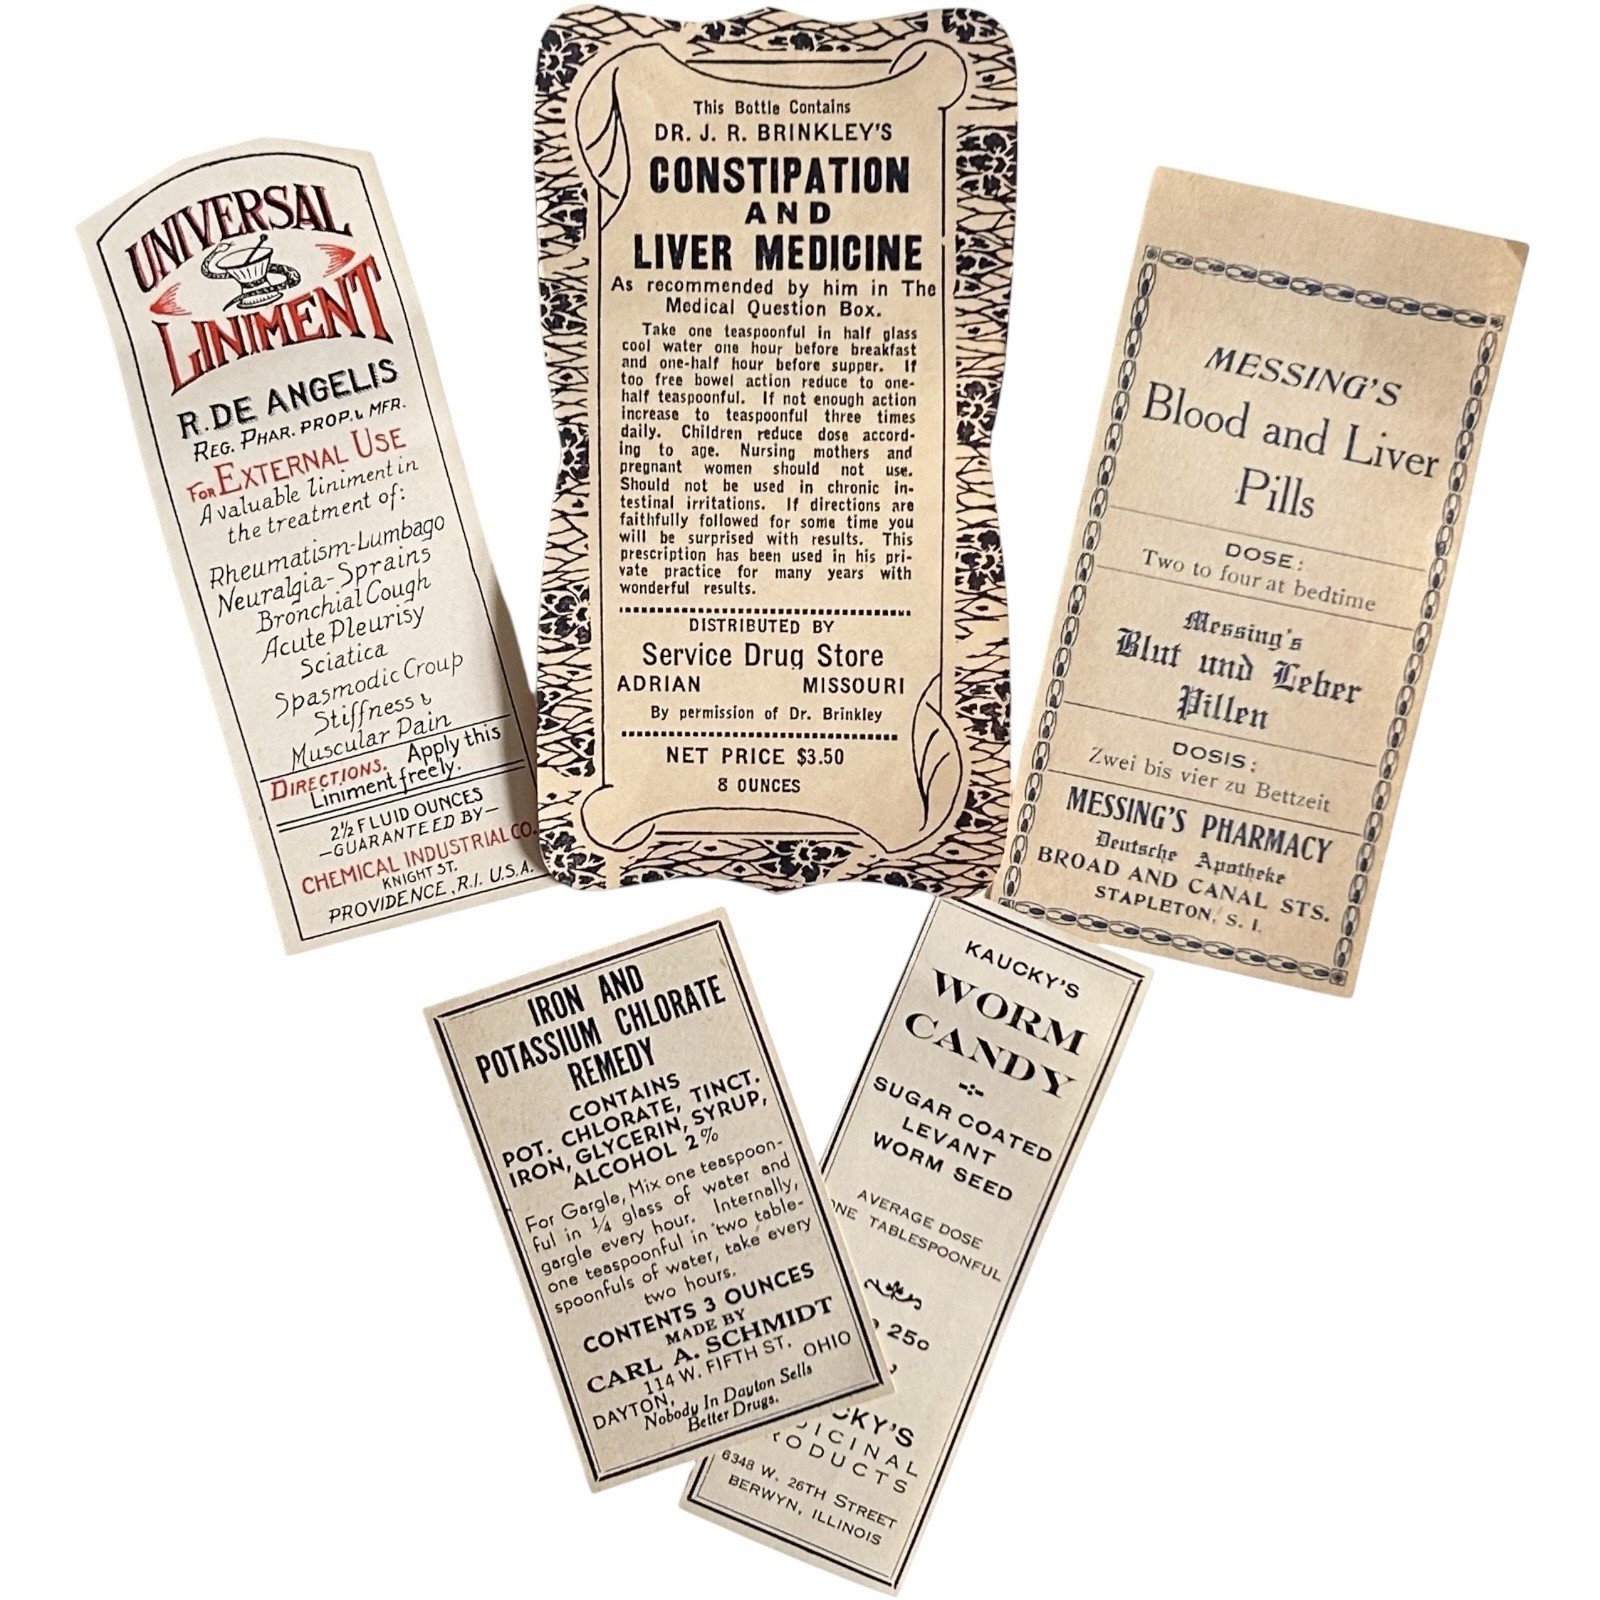 UNIVERSAL
LINIMENT
R. DE ANGELIS
REG. PHAR. PROP. & MFR.
FOR EXTERNAL USE
A valuable liniment in
the treatment of:
Rheumatism-Lumbago
Neuralgia-Sprains
Bronchial Cough
Acute Pleurisy
Sciatica
Spasmodic Croup
Stiffness &
Muscular Pain
DIRECTIONS. Apply this
Liniment freely.
2½ FLUID OUNCES
—GUARANTEED BY—
CHEMICAL INDUSTRIAL CO.
KNIGHT ST.
PROVIDENCE, R.I. U.S.A.
This Bottle Contains
DR. J. R. BRINKLEY'S
CONSTIPATION
AND
LIVER MEDICINE
As recommended by him in The
Medical Question Box.
Take one teaspoonful in half glass
cool water one hour before breakfast
and one-half hour before supper. If
too free bowel action reduce to one-
half teaspoonful. If not enough action
increase to teaspoonful three times
daily. Children reduce dose accord-
ing to age. Nursing mothers and
pregnant women should not use.
Should not be used in chronic in-
testinal irritations. If directions are
faithfully followed for some time you
will be surprised with results. This
prescription has been used in his pri-
vate practice for many years with
wonderful results.
DISTRIBUTED BY
Service Drug Store
ADRIAN MISSOURI
By permission of Dr. Brinkley
NET PRICE $3.50
8 OUNCES
MESSING'S
Blood and Liver
Pills
DOSE:
Two to four at bedtime
Messing's
Blut und Leber
Pillen
DOSIS:
Zwei bis vier zu Bettzeit
MESSING'S PHARMACY
Deutsche Apotheke
BROAD AND CANAL STS.
STAPLETON, S. I.
IRON AND
POTASSIUM CHLORATE
REMEDY
CONTAINS
POT. CHLORATE, TINCT.
IRON, GLYCERIN, SYRUP,
ALCOHOL 2%
For Gargle, Mix one teaspoon-
ful in ¼ glass of water and
gargle every hour. Internally,
one teaspoonful in two table-
spoonfuls of water, take every
two hours.
CONTENTS 3 OUNCES
MADE BY
CARL A. SCHMIDT
114 W. FIFTH ST.
DAYTON, OHIO
Nobody In Dayton Sells
Better Drugs.
KAUCKY'S
WORM
CANDY
SUGAR COATED
LEVANT
WORM SEED
AVERAGE DOSE
NE TABLESPOONFUL
25c
CKY'S
ICINAL
ODUCTS
6348 W. 26TH STREET
BERWYN, ILLINOIS